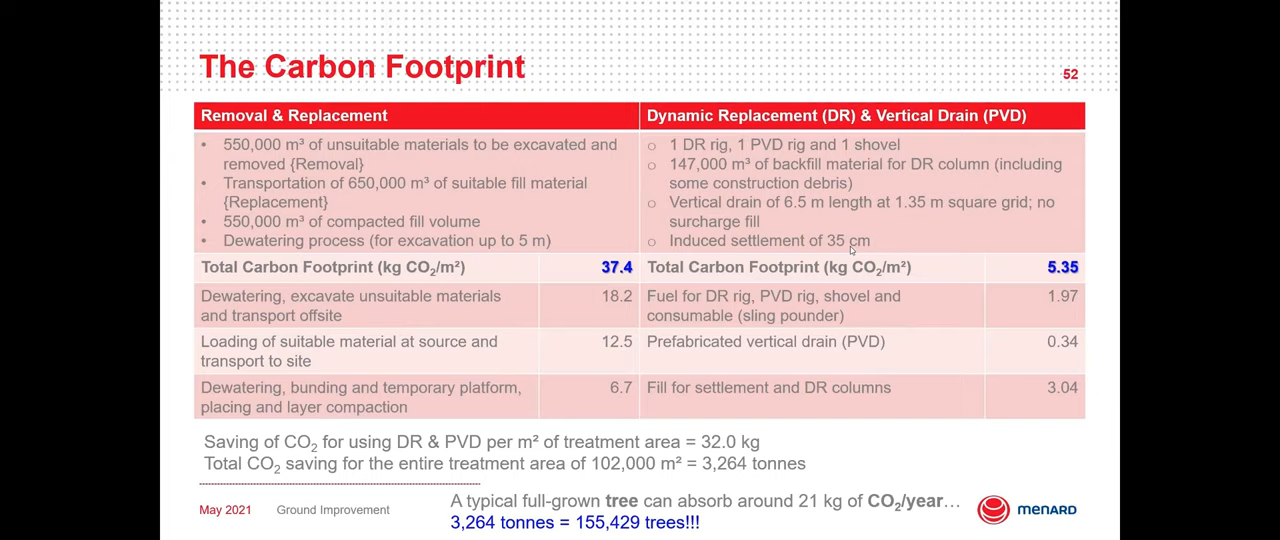 The Carbon Footprint
52
Removal & Replacement
Dynamic Replacement (DR) & Vertical Drain (PVD)
• 550,000 m³ of unsuitable materials to be excavated and
removed {Removal}
• Transportation of 650,000 m³ of suitable fill material
{Replacement}
• 550,000 m³ of compacted fill volume
• Dewatering process (for excavation up to 5 m)
o 1 DR rig, 1 PVD rig and 1 shovel
o 147,000 m³ of backfill material for DR column (including
some construction debris)
o Vertical drain of 6.5 m length at 1.35 m square grid; no
surcharge fill
o Induced settlement of 35 cm
Total Carbon Footprint (kg CO₂/m²) 37.4
Total Carbon Footprint (kg CO₂/m²) 5.35
Dewatering, excavate unsuitable materials
and transport offsite
18.2
Fuel for DR rig, PVD rig, shovel and
consumable (sling pounder)
1.97
Loading of suitable material at source and
transport to site
12.5
Prefabricated vertical drain (PVD)
0.34
Dewatering, bunding and temporary platform,
placing and layer compaction
6.7
Fill for settlement and DR columns
3.04
Saving of CO₂ for using DR & PVD per m² of treatment area = 32.0 kg
Total CO₂ saving for the entire treatment area of 102,000 m² = 3,264 tonnes
May 2021 Ground Improvement
A typical full-grown tree can absorb around 21 kg of CO₂/year…
3,264 tonnes = 155,429 trees!!!
MENARD